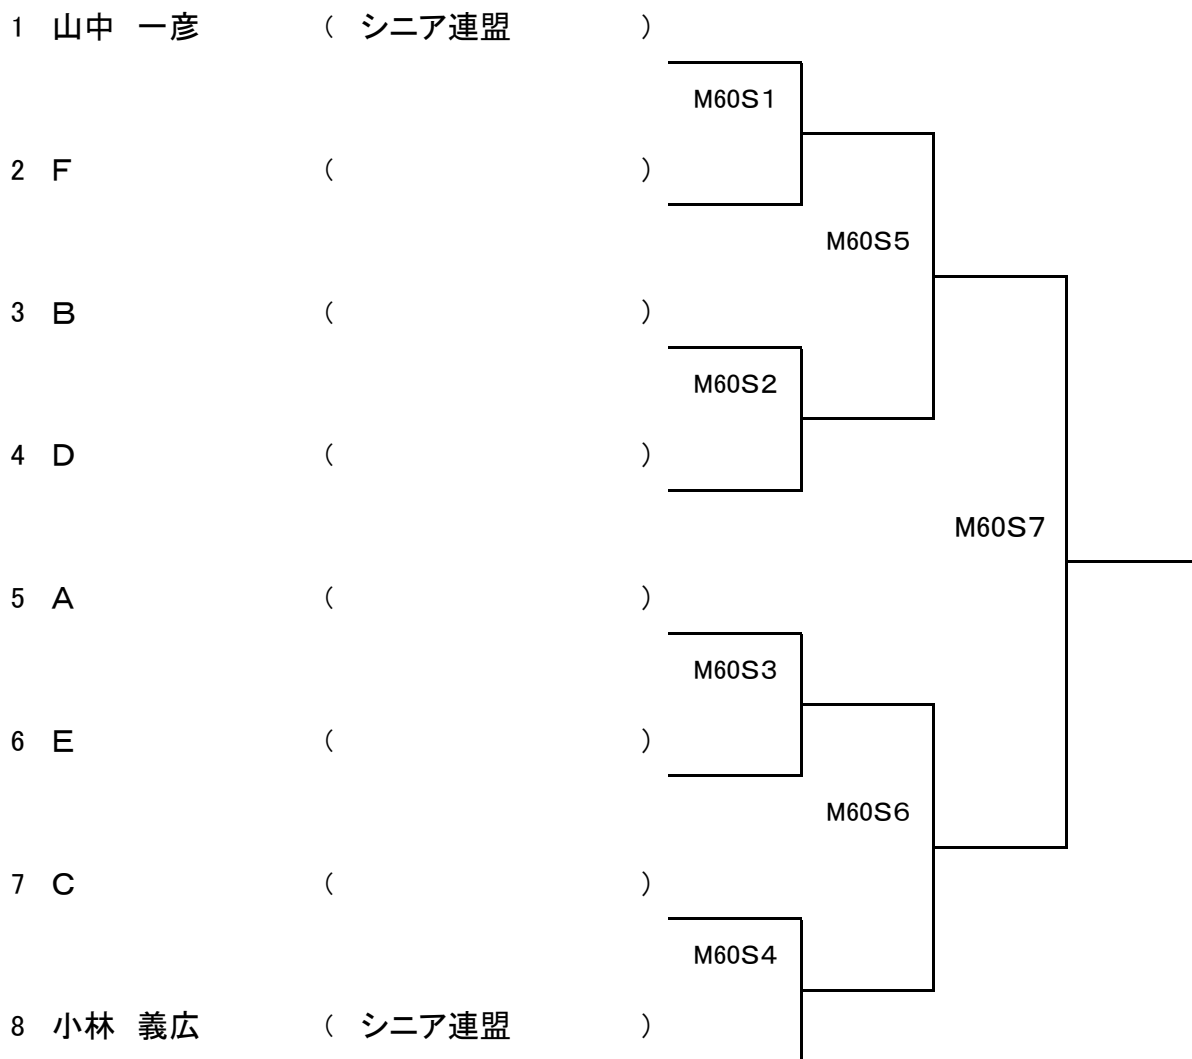 1 山中 一彦 ( シニア連盟 )
M60S1
2 F ( )
M60S5
3 B ( )
M60S2
4 D ( )
M60S7
5 A ( )
M60S3
6 E ( )
M60S6
7 C ( )
M60S4
8 小林 義広 ( シニア連盟 )